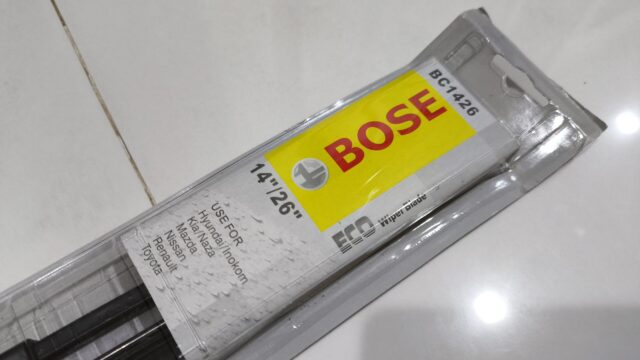 BC1426
BOSE
14"/26"
ECO Wiper Blade
USE FOR
Hyundai/Inokom
Kia/Naza
Mazda
Nissan
Renault
Toyota